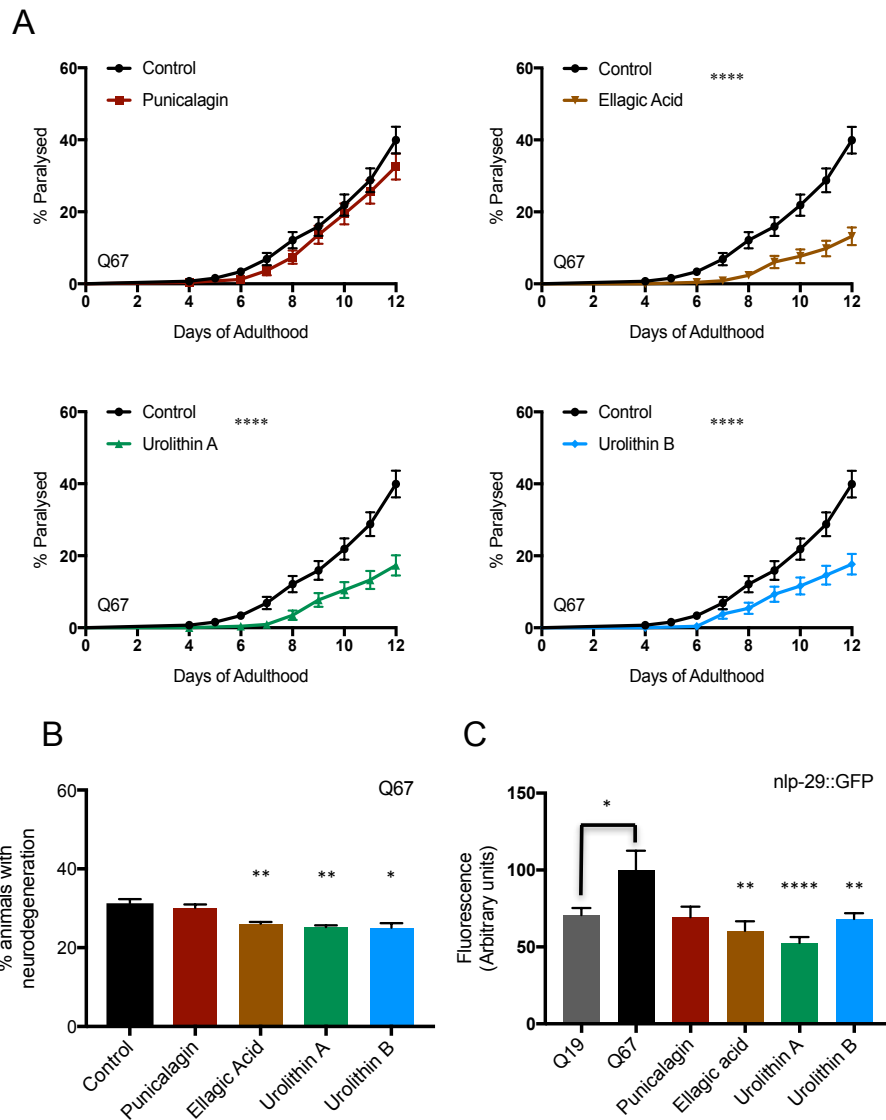 A
Control
Punicalagin
60
40
20
0
% Paralysed
Q67
0 2 4 6 8 10 12
Days of Adulthood
Control
Ellagic Acid
****
60
40
20
0
% Paralysed
Q67
0 2 4 6 8 10 12
Days of Adulthood
Control
Urolithin A
****
60
40
20
0
% Paralysed
Q67
0 2 4 6 8 10 12
Days of Adulthood
Control
Urolithin B
****
60
40
20
0
% Paralysed
Q67
0 2 4 6 8 10 12
Days of Adulthood
B
Q67
60
40
20
0
% animals with
neurodegeneration
** ** *
Control
Punicalagin
Ellagic Acid
Urolithin A
Urolithin B
C
nlp-29::GFP
150
100
50
0
Fluorescence
(Arbitrary units)
*
** **** **
Q19
Q67
Punicalagin
Ellagic acid
Urolithin A
Urolithin B